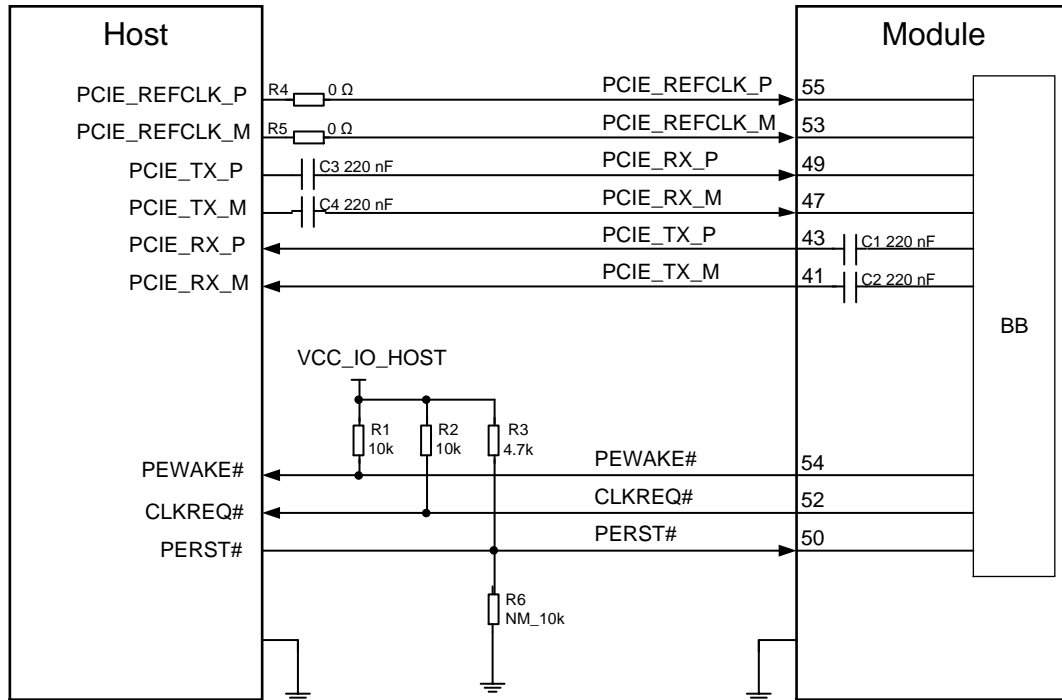 Host
Module
PCIE_REFCLK_P R4 0 Ω PCIE_REFCLK_P 55
PCIE_REFCLK_M R5 0 Ω PCIE_REFCLK_M 53
PCIE_TX_P C3 220 nF PCIE_RX_P 49
PCIE_TX_M C4 220 nF PCIE_RX_M 47
PCIE_RX_P PCIE_TX_P 43 C1 220 nF
PCIE_RX_M PCIE_TX_M 41 C2 220 nF
BB
VCC_IO_HOST
R1 R2 R3
10k 10k 4.7k
PEWAKE# PEWAKE# 54
CLKREQ# CLKREQ# 52
PERST# PERST# 50
R6
NM_10k